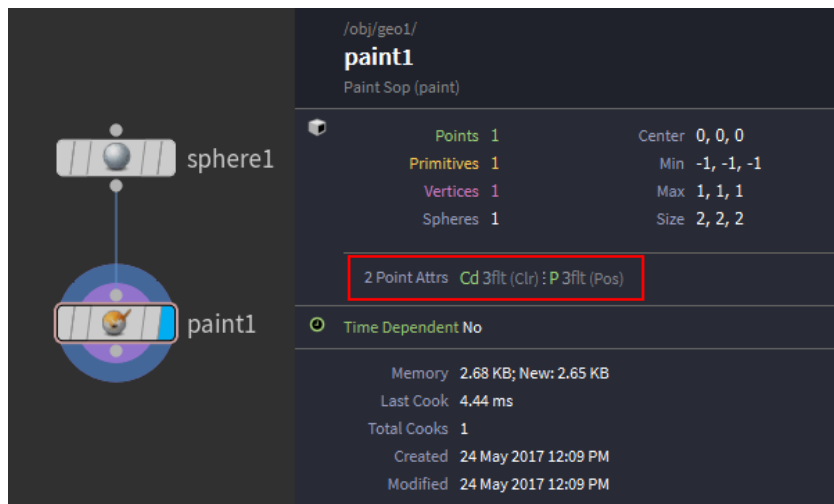 sphere1
paint1
/obj/geo1/
paint1
Paint Sop (paint)
Points 1 Center 0, 0, 0
Primitives 1 Min -1, -1, -1
Vertices 1 Max 1, 1, 1
Spheres 1 Size 2, 2, 2
2 Point Attrs Cd 3flt (Clr) ⋮ P 3flt (Pos)
Time Dependent No
Memory 2.68 KB; New: 2.65 KB
Last Cook 4.44 ms
Total Cooks 1
Created 24 May 2017 12:09 PM
Modified 24 May 2017 12:09 PM